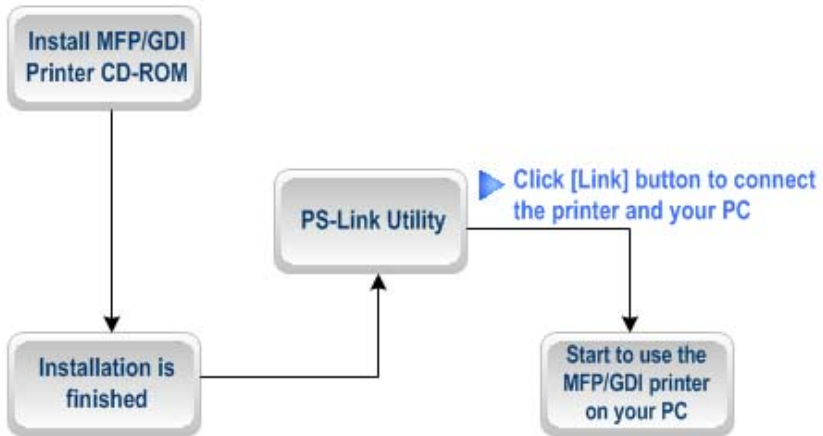 Install MFP/GDI
Printer CD-ROM
Installation is
finished
PS-Link Utility
Click [Link] button to connect
the printer and your PC
Start to use the
MFP/GDI printer
on your PC